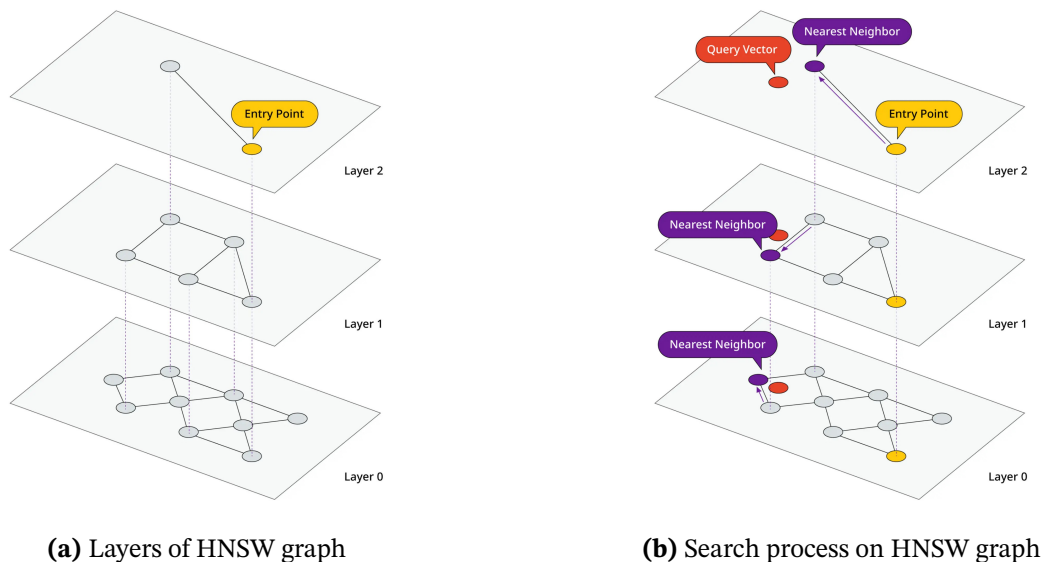 Entry Point
Layer 2
Layer 1
Layer 0
(a) Layers of HNSW graph
Nearest Neighbor
Query Vector
Entry Point
Layer 2
Nearest Neighbor
Layer 1
Nearest Neighbor
Layer 0
(b) Search process on HNSW graph